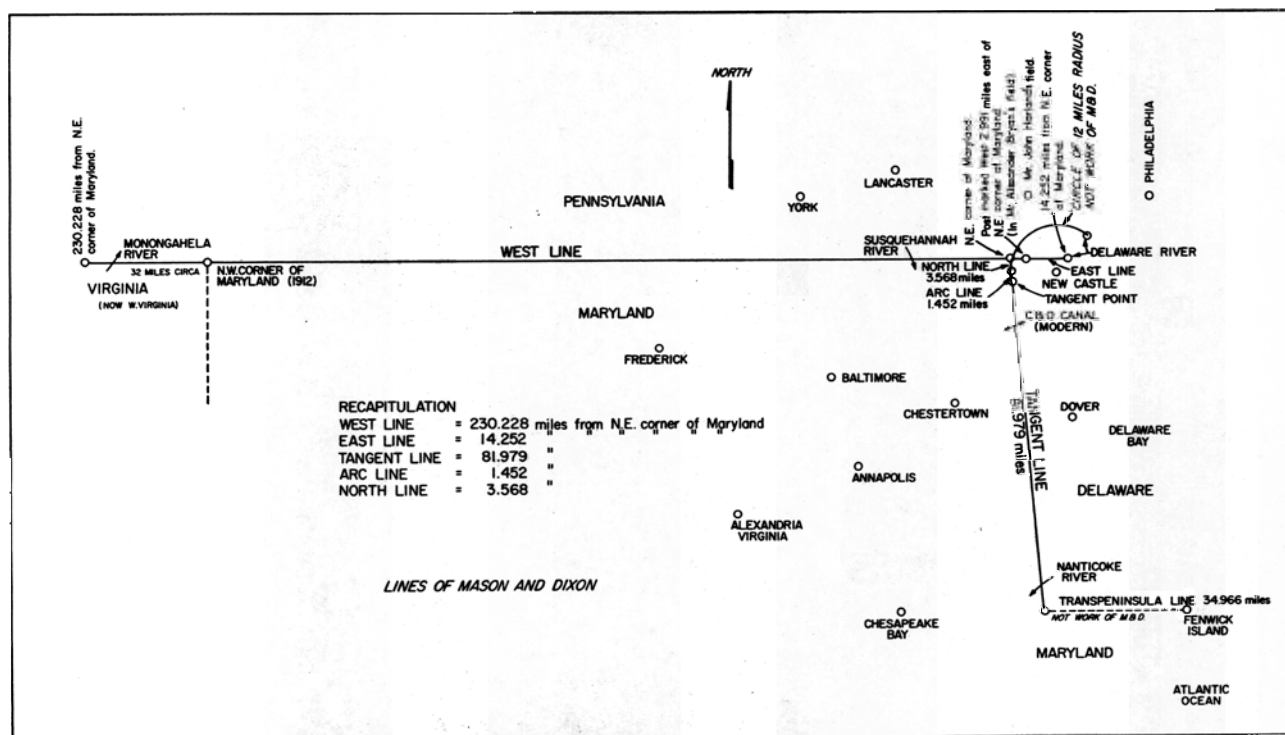 NORTH
230.228 miles from N.E.
corner of Maryland.
MONONGAHELA
RIVER
32 MILES CIRCA
VIRGINIA
(NOW W.VIRGINIA)
N.W.CORNER OF
MARYLAND (1912)
PENNSYLVANIA
WEST LINE
YORK
LANCASTER
SUSQUEHANNAH
RIVER
N.E. corner of Maryland.
Post marked West 2.991 miles east of
N.E. corner of Maryland
(In Mr. Alexander Bryan's field)
O Mr. John Harland's field.
14.252 miles from N.E. corner
of Maryland.
CIRCLE OF 12 MILES RADIUS
NOT WORK OF M&D.
PHILADELPHIA
DELAWARE RIVER
EAST LINE
NEW CASTLE
NORTH LINE
3.568 miles
ARC LINE
1.452 miles
TANGENT POINT
C&D CANAL
(MODERN)
MARYLAND
FREDERICK
BALTIMORE
CHESTERTOWN
DOVER
DELAWARE
BAY
TANGENT LINE
81.979 miles
RECAPITULATION
WEST LINE = 230.228 miles from N.E. corner of Maryland
EAST LINE = 14.252 " " " " " "
TANGENT LINE = 81.979 "
ARC LINE = 1.452 "
NORTH LINE = 3.568 "
ANNAPOLIS
DELAWARE
ALEXANDRIA
VIRGINIA
LINES OF MASON AND DIXON
NANTICOKE
RIVER
TRANSPENINSULA LINE 34.966 miles
NOT WORK OF M&D.
FENWICK
ISLAND
CHESAPEAKE
BAY
MARYLAND
ATLANTIC
OCEAN